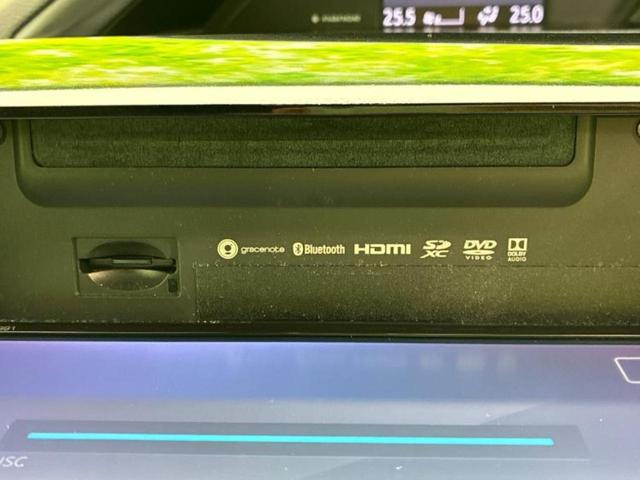 25.5 25.0
gracenote Bluetooth HDMI SD XC DVD VIDEO DOLBY AUDIO